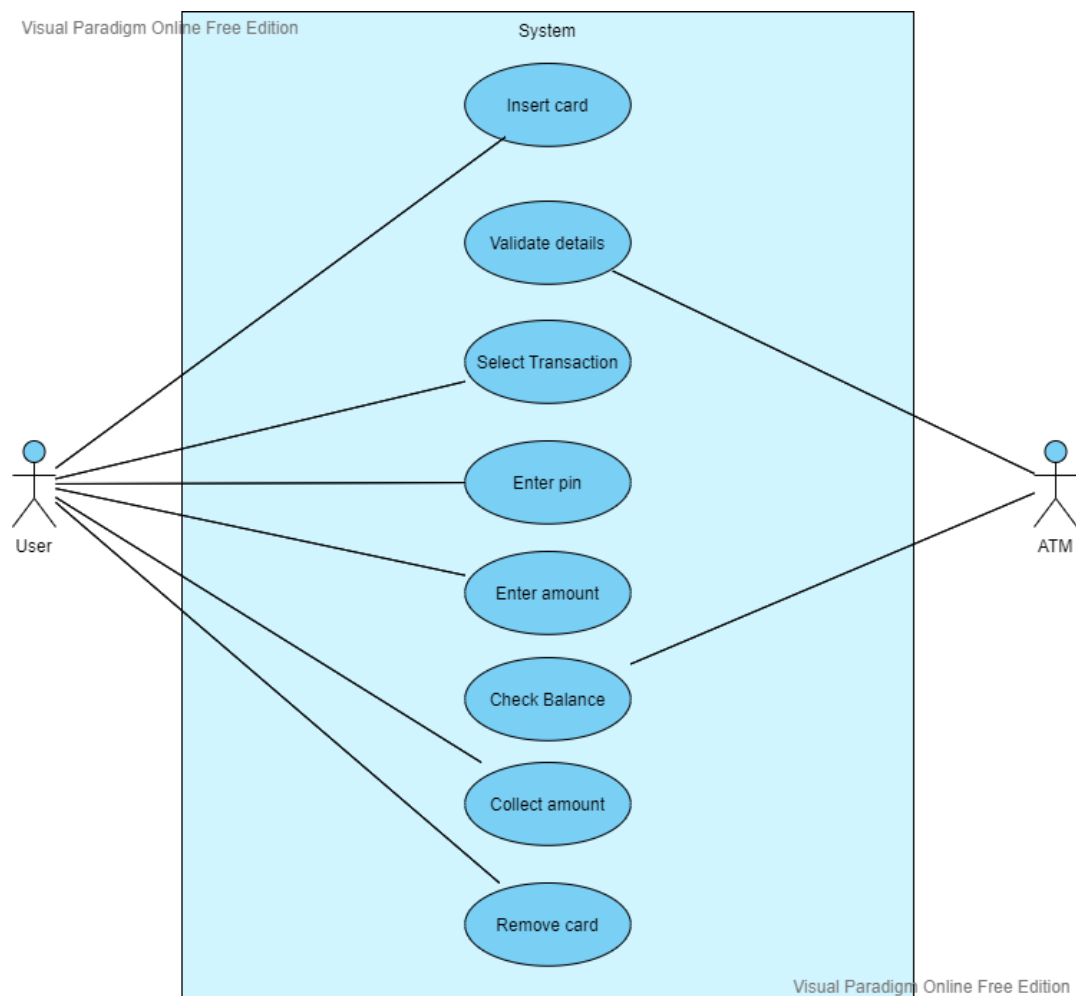 Visual Paradigm Online Free Edition
System
Insert card
Validate details
Select Transaction
Enter pin
User
ATM
Enter amount
Check Balance
Collect amount
Remove card
Visual Paradigm Online Free Edition